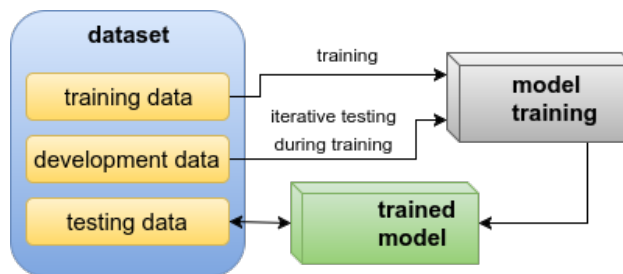 dataset
training data
development data
testing data
training
iterative testing
during training
model
training
trained
model